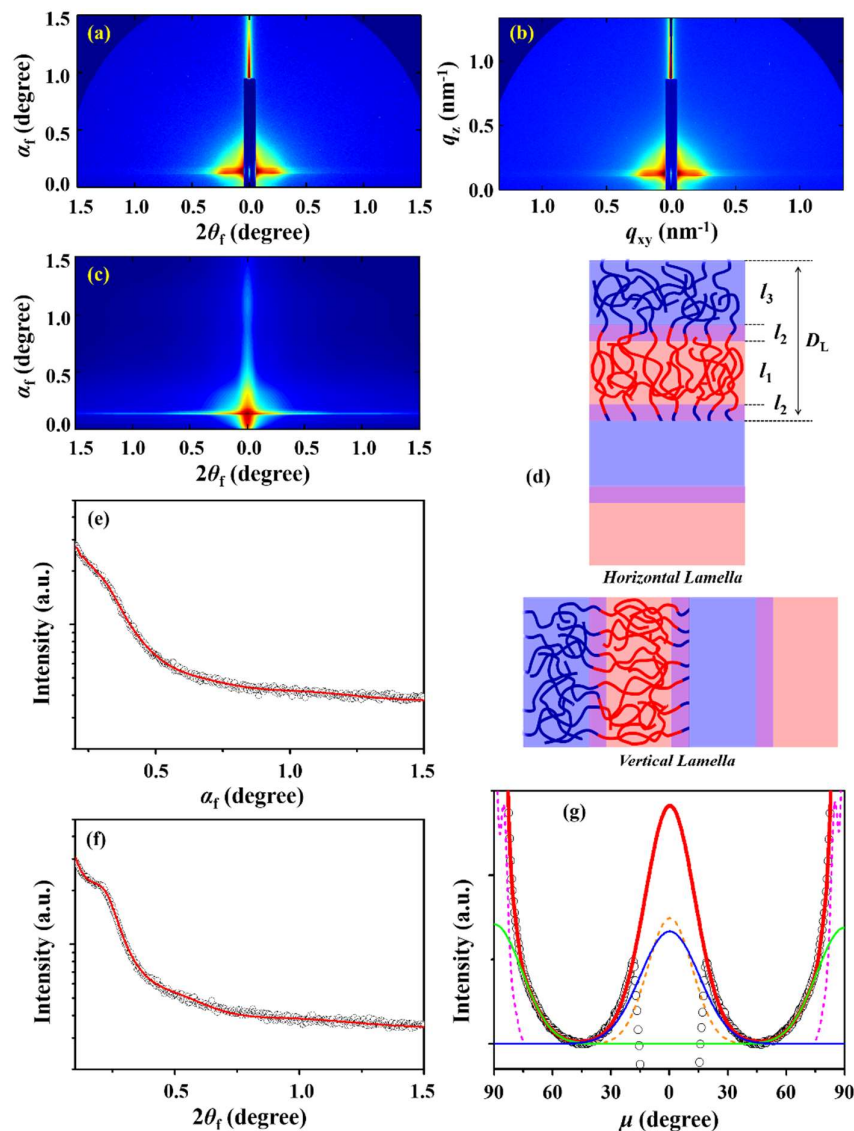 (a)
1.5
1.0
0.5
0.0
αf (degree)
1.5 1.0 0.5 0.0 0.5 1.0 1.5
2θf (degree)
(b)
1.0
0.5
0.0
qz (nm-1)
1.0 0.5 0 0.5 1.0
qxy (nm-1)
(c)
1.5
1.0
0.5
0.0
αf (degree)
1.5 1.0 0.5 0.0 0.5 1.0 1.5
2θf (degree)
(d)
l3
l2
DL
l1
l2
Horizontal Lamella
Vertical Lamella
(e)
Intensity (a.u.)
0.5 1.0 1.5
αf (degree)
(f)
Intensity (a.u.)
0.5 1.0 1.5
2θf (degree)
(g)
Intensity (a.u.)
90 60 30 0 30 60 90
μ (degree)